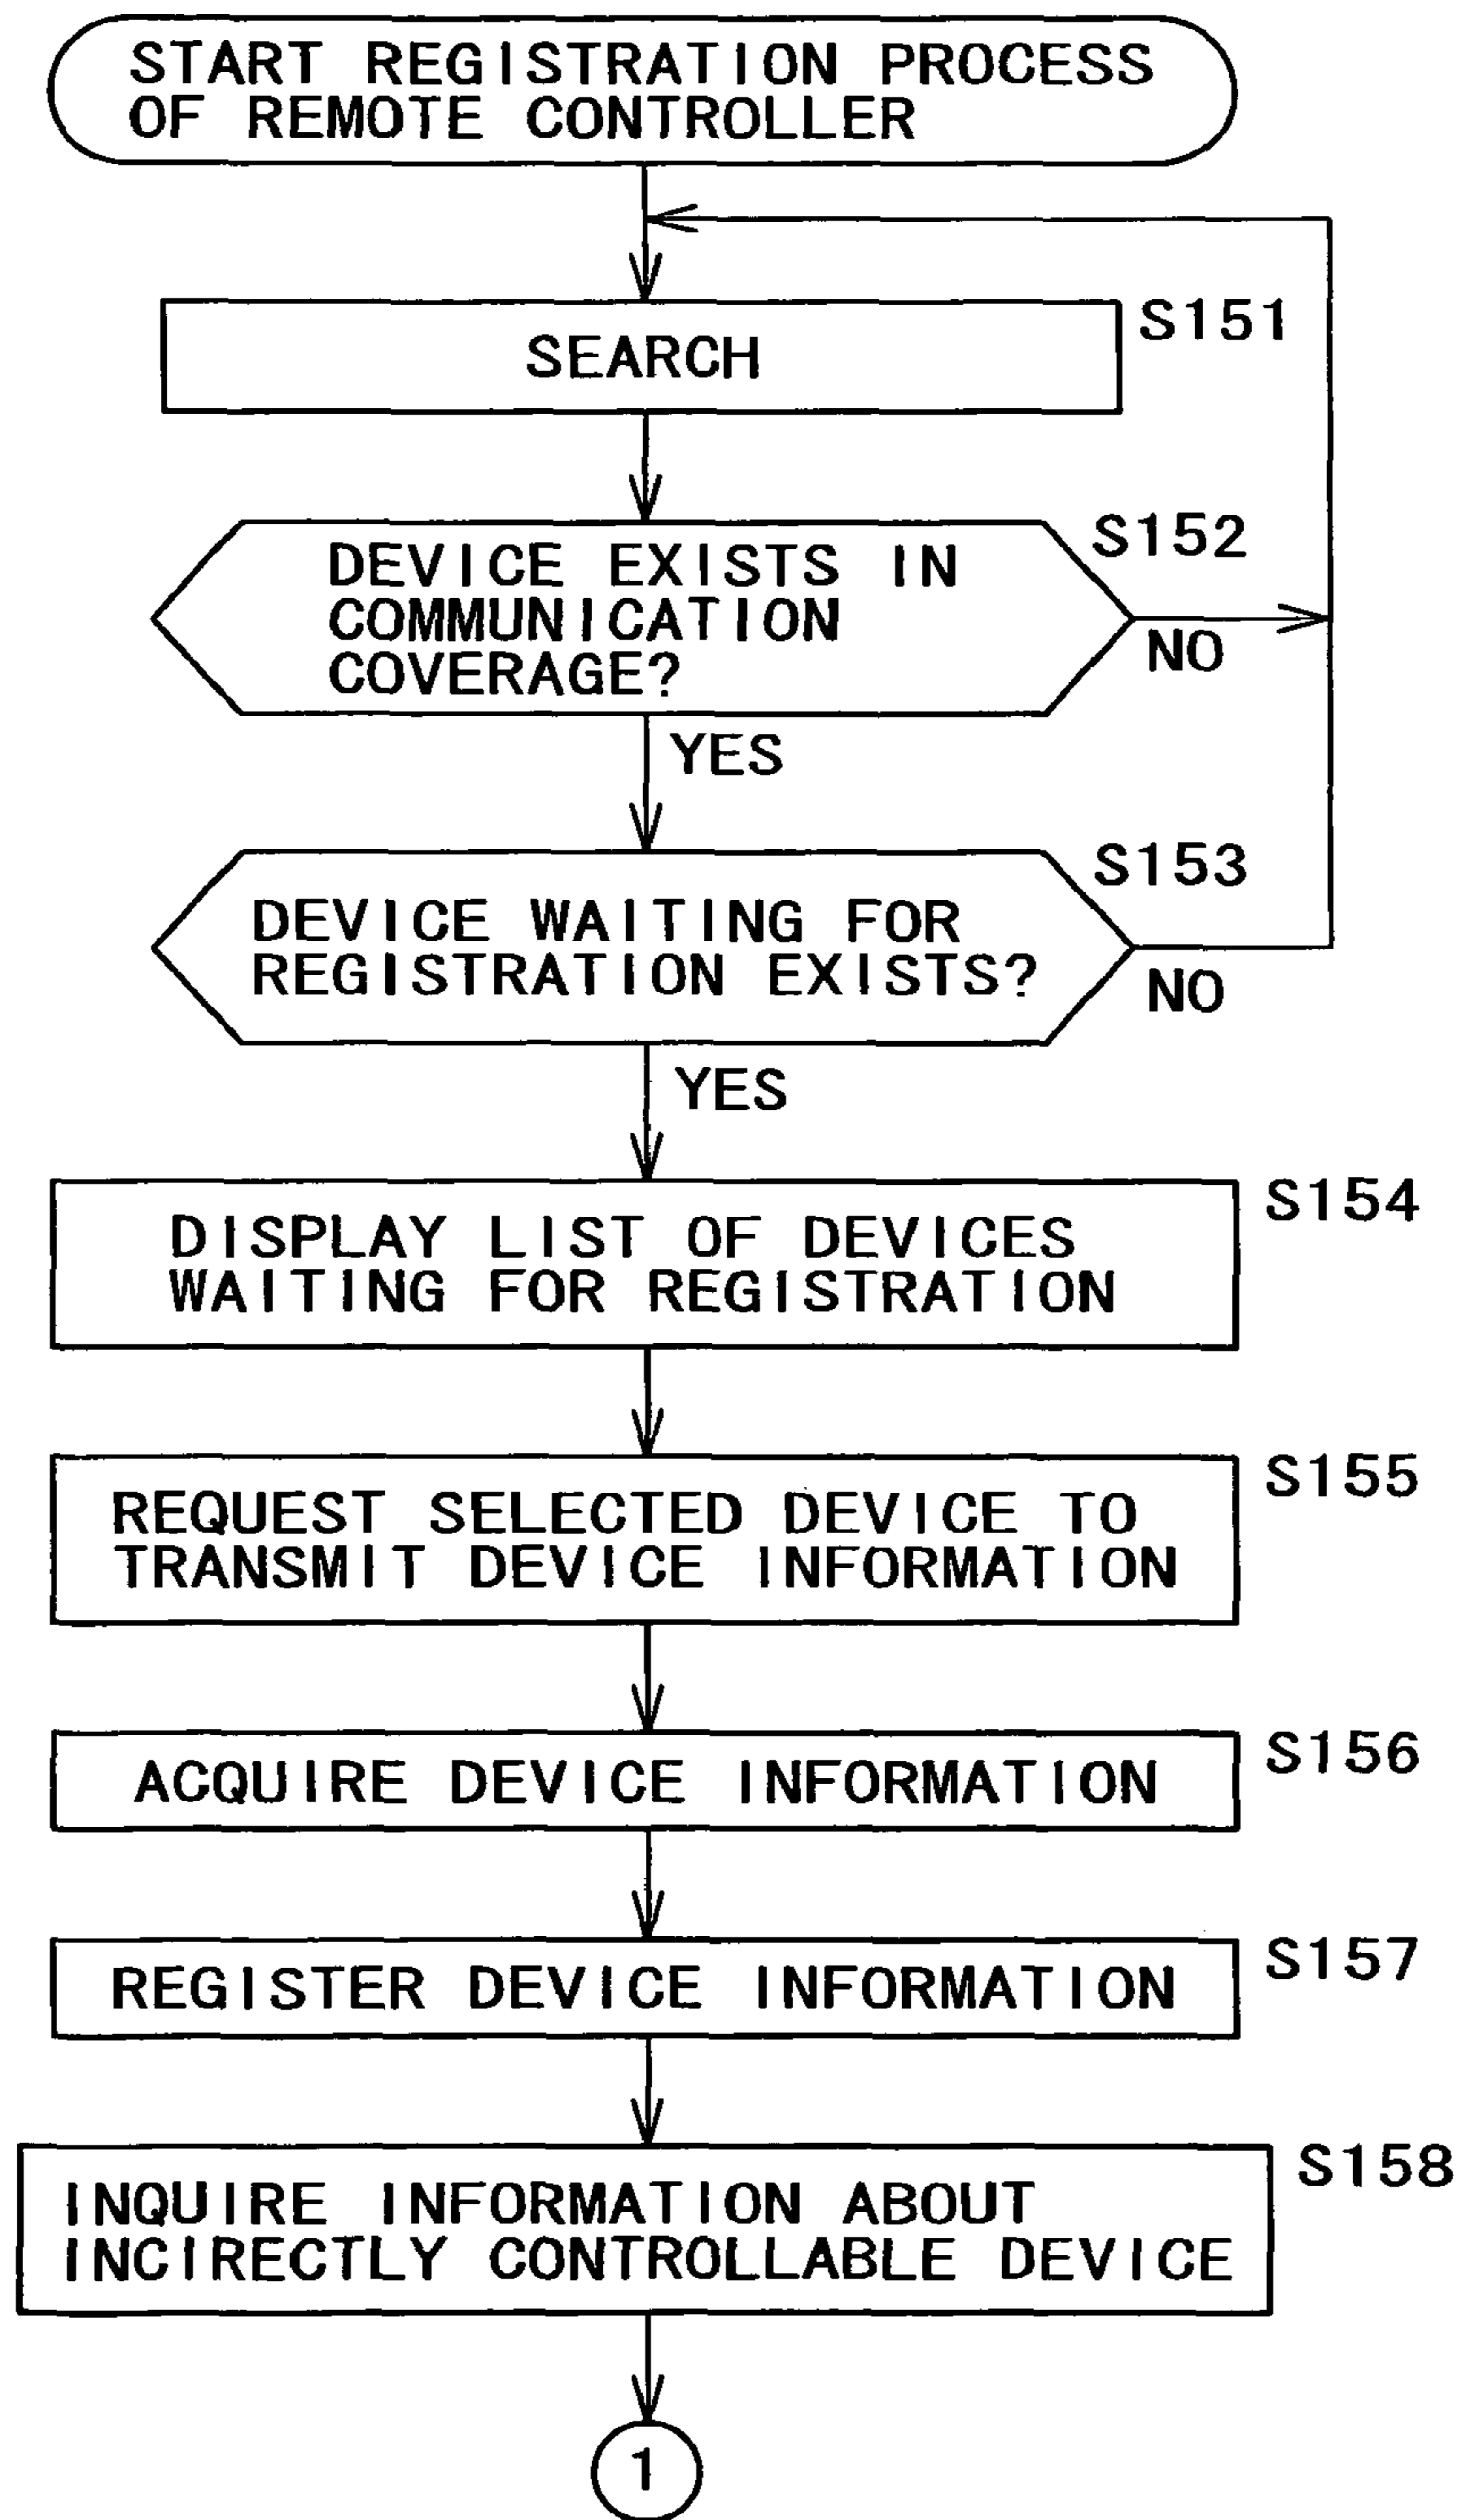 START REGISTRATION PROCESS
OF REMOTE CONTROLLER
SEARCH
S151
DEVICE EXISTS IN
COMMUNICATION
COVERAGE?
S152
NO
YES
DEVICE WAITING FOR
REGISTRATION EXISTS?
S153
NO
YES
DISPLAY LIST OF DEVICES
WAITING FOR REGISTRATION
S154
REQUEST SELECTED DEVICE TO
TRANSMIT DEVICE INFORMATION
S155
ACQUIRE DEVICE INFORMATION
S156
REGISTER DEVICE INFORMATION
S157
INQUIRE INFORMATION ABOUT
INCIRECTLY CONTROLLABLE DEVICE
S158
1